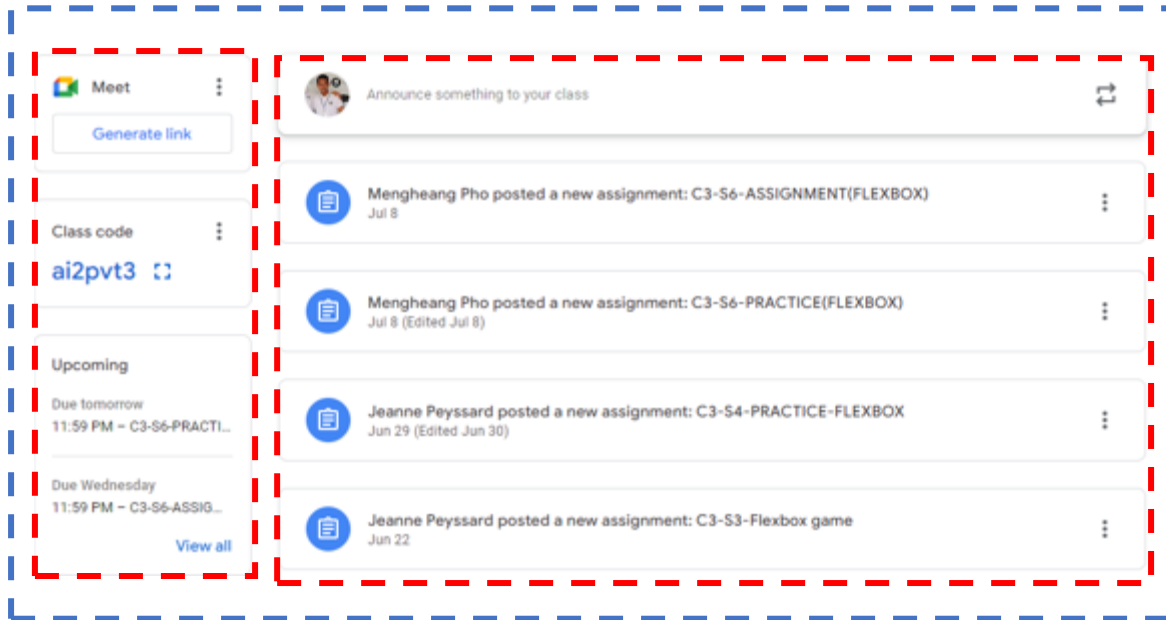 Meet
Generate link
Class code
ai2pvt3
Upcoming
Due tomorrow
11:59 PM – C3-S6-PRACTI...
Due Wednesday
11:59 PM – C3-S6-ASSIG...
View all
Announce something to your class
Mengheang Pho posted a new assignment: C3-S6-ASSIGNMENT(FLEXBOX)
Jul 8
Mengheang Pho posted a new assignment: C3-S6-PRACTICE(FLEXBOX)
Jul 8 (Edited Jul 8)
Jeanne Peyssard posted a new assignment: C3-S4-PRACTICE-FLEXBOX
Jun 29 (Edited Jun 30)
Jeanne Peyssard posted a new assignment: C3-S3-Flexbox game
Jun 22